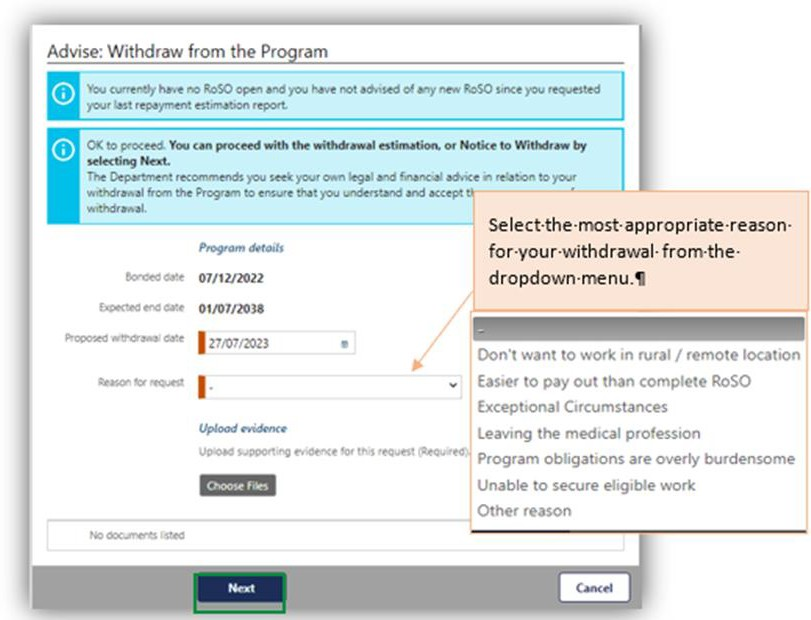 Advise: Withdraw from the Program
You currently have no RoSO open and you have not advised of any new RoSO since you requested
your last repayment estimation report.
OK to proceed. You can proceed with the withdrawal estimation, or Notice to Withdraw by
selecting Next.
The Department recommends you seek your own legal and financial advice in relation to your
withdrawal from the Program to ensure that you understand and accept
withdrawal.
Select·the·most·appropriate·reason·
for·your·withdrawal·from·the·
dropdown·menu.¶
Program details
Bonded date 07/12/2022
Expected end date 01/07/2038
Proposed withdrawal date 27/07/2023
Reason for request -
-
Don't want to work in rural / remote location
Easier to pay out than complete RoSO
Exceptional Circumstances
Leaving the medical profession
Program obligations are overly burdensome
Unable to secure eligible work
Other reason
Upload evidence
Upload supporting evidence for this request (Required).
Choose Files
No documents listed
Next
Cancel